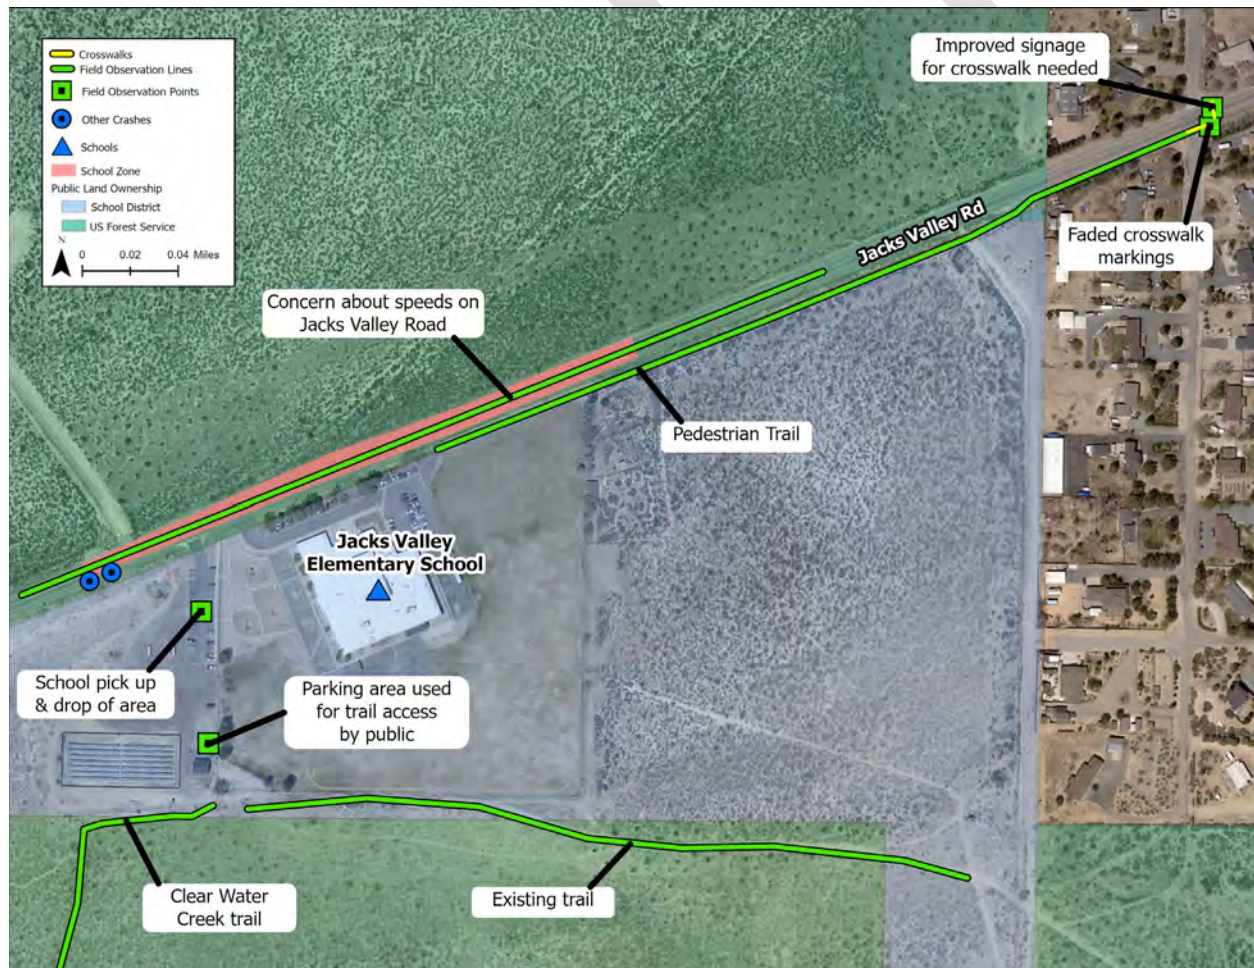 Crosswalks
Field Observation Lines
Field Observation Points
Other Crashes
Schools
School Zone
Public Land Ownership
School District
US Forest Service
N
0 0.02 0.04 Miles
Improved signage
for crosswalk needed
Faded crosswalk
markings
Jacks Valley Rd
Concern about speeds on
Jacks Valley Road
Pedestrian Trail
Jacks Valley
Elementary School
School pick up
& drop of area
Parking area used
for trail access
by public
Clear Water
Creek trail
Existing trail